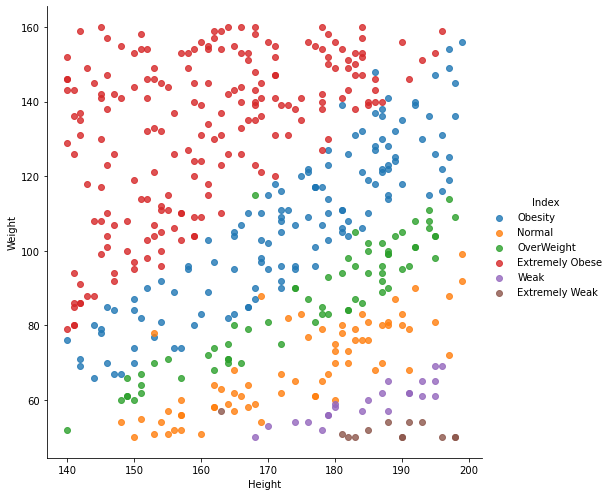 160
140
120
100
80
60
Weight
140
150
160
170
180
190
200
Height
Index
Obesity
Normal
OverWeight
Extremely Obese
Weak
Extremely Weak